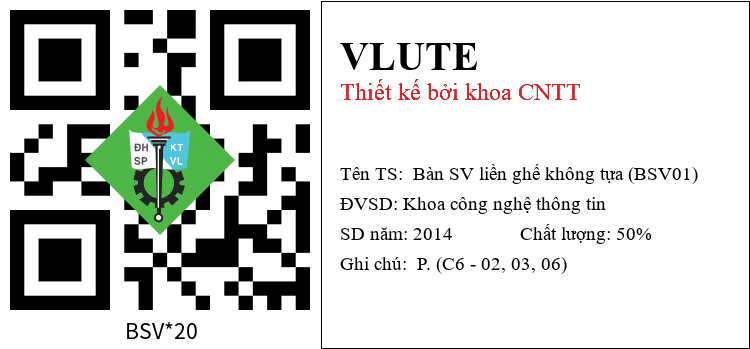 ĐH KT
SP VL
BSV*20
VLUTE
Thiết kế bởi khoa CNTT
Tên TS: Bàn SV liền ghế không tựa (BSV01)
ĐVSD: Khoa công nghệ thông tin
SD năm: 2014 Chất lượng: 50%
Ghi chú: P. (C6 - 02, 03, 06)